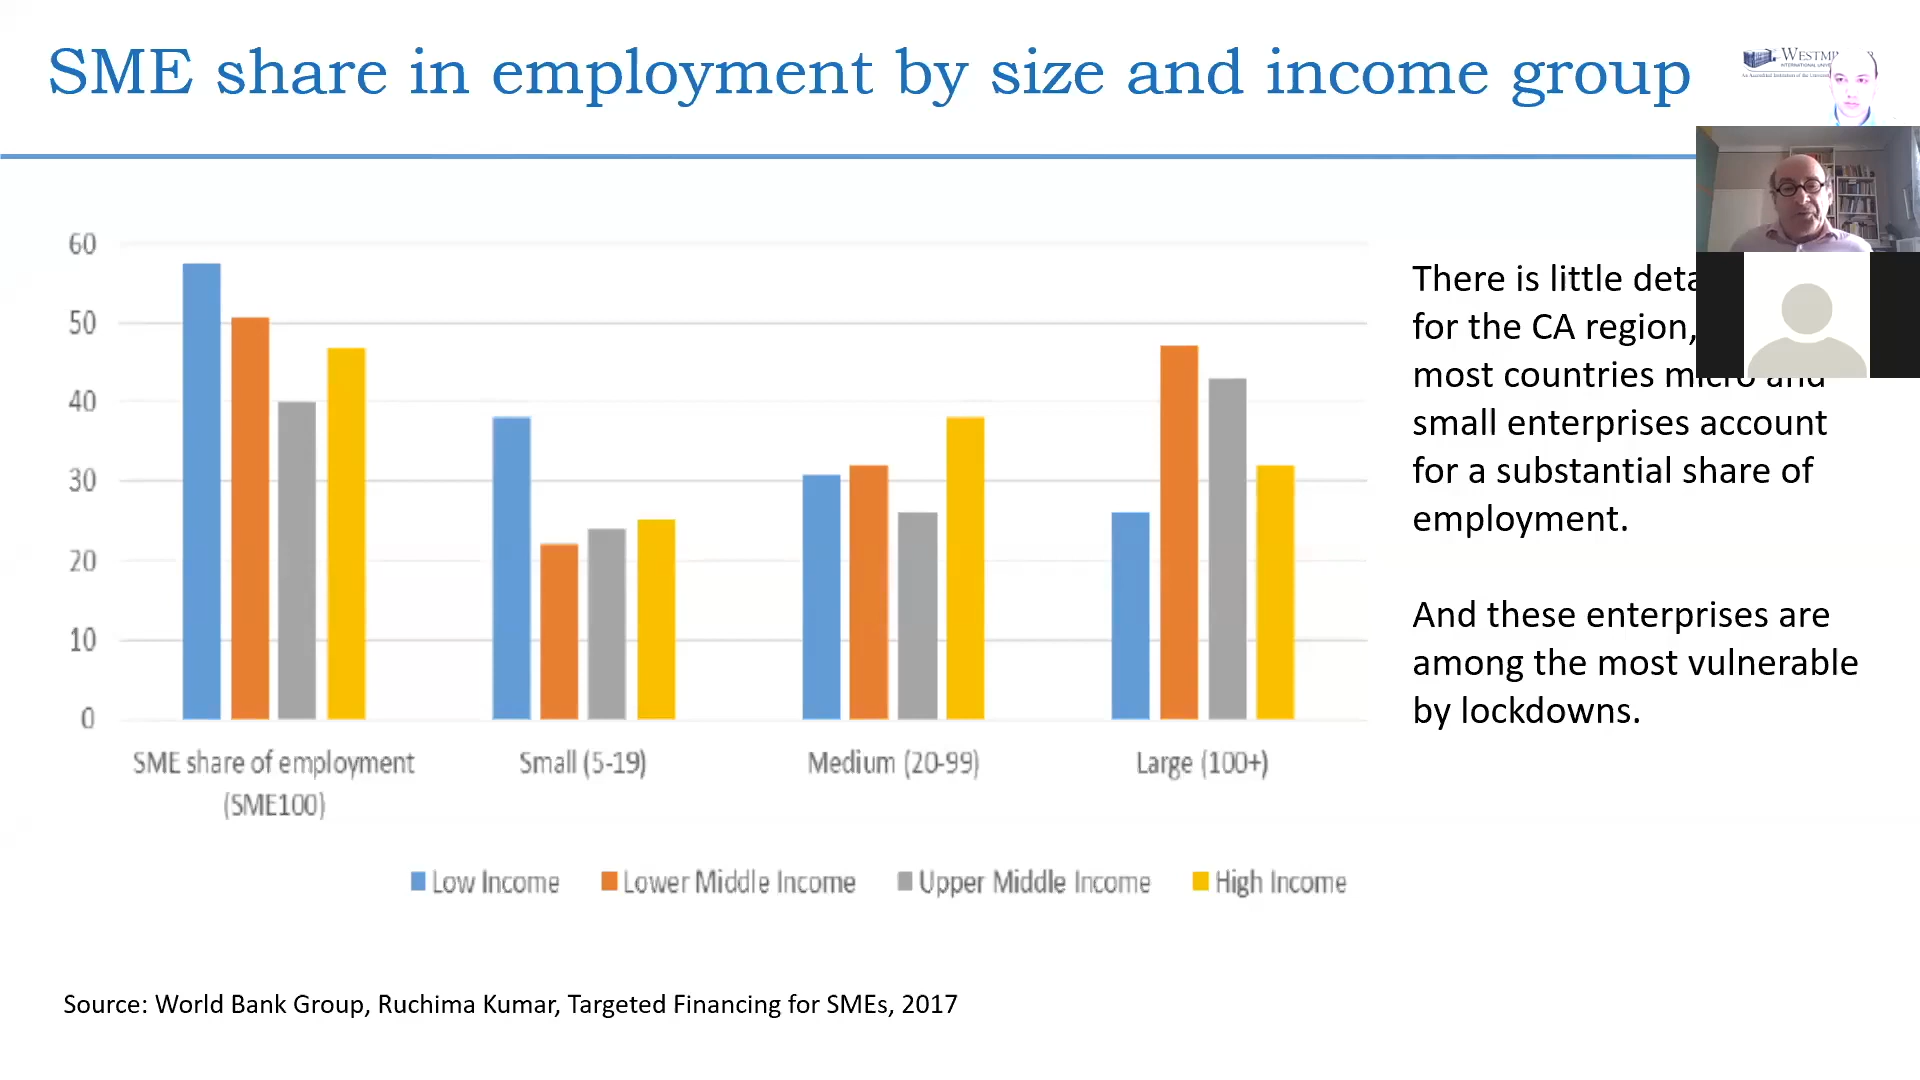 SME share in employment by size and income group
60
50
40
30
20
10
0
SME share of employment
(SME100)
Small (5-19)
Medium (20-99)
Large (100+)
Low Income
Lower Middle Income
Upper Middle Income
High Income
There is little
for the CA region,
most countries micro and
small enterprises account
for a substantial share of
employment.
And these enterprises are
among the most vulnerable
by lockdowns.
Source: World Bank Group, Ruchima Kumar, Targeted Financing for SMEs, 2017